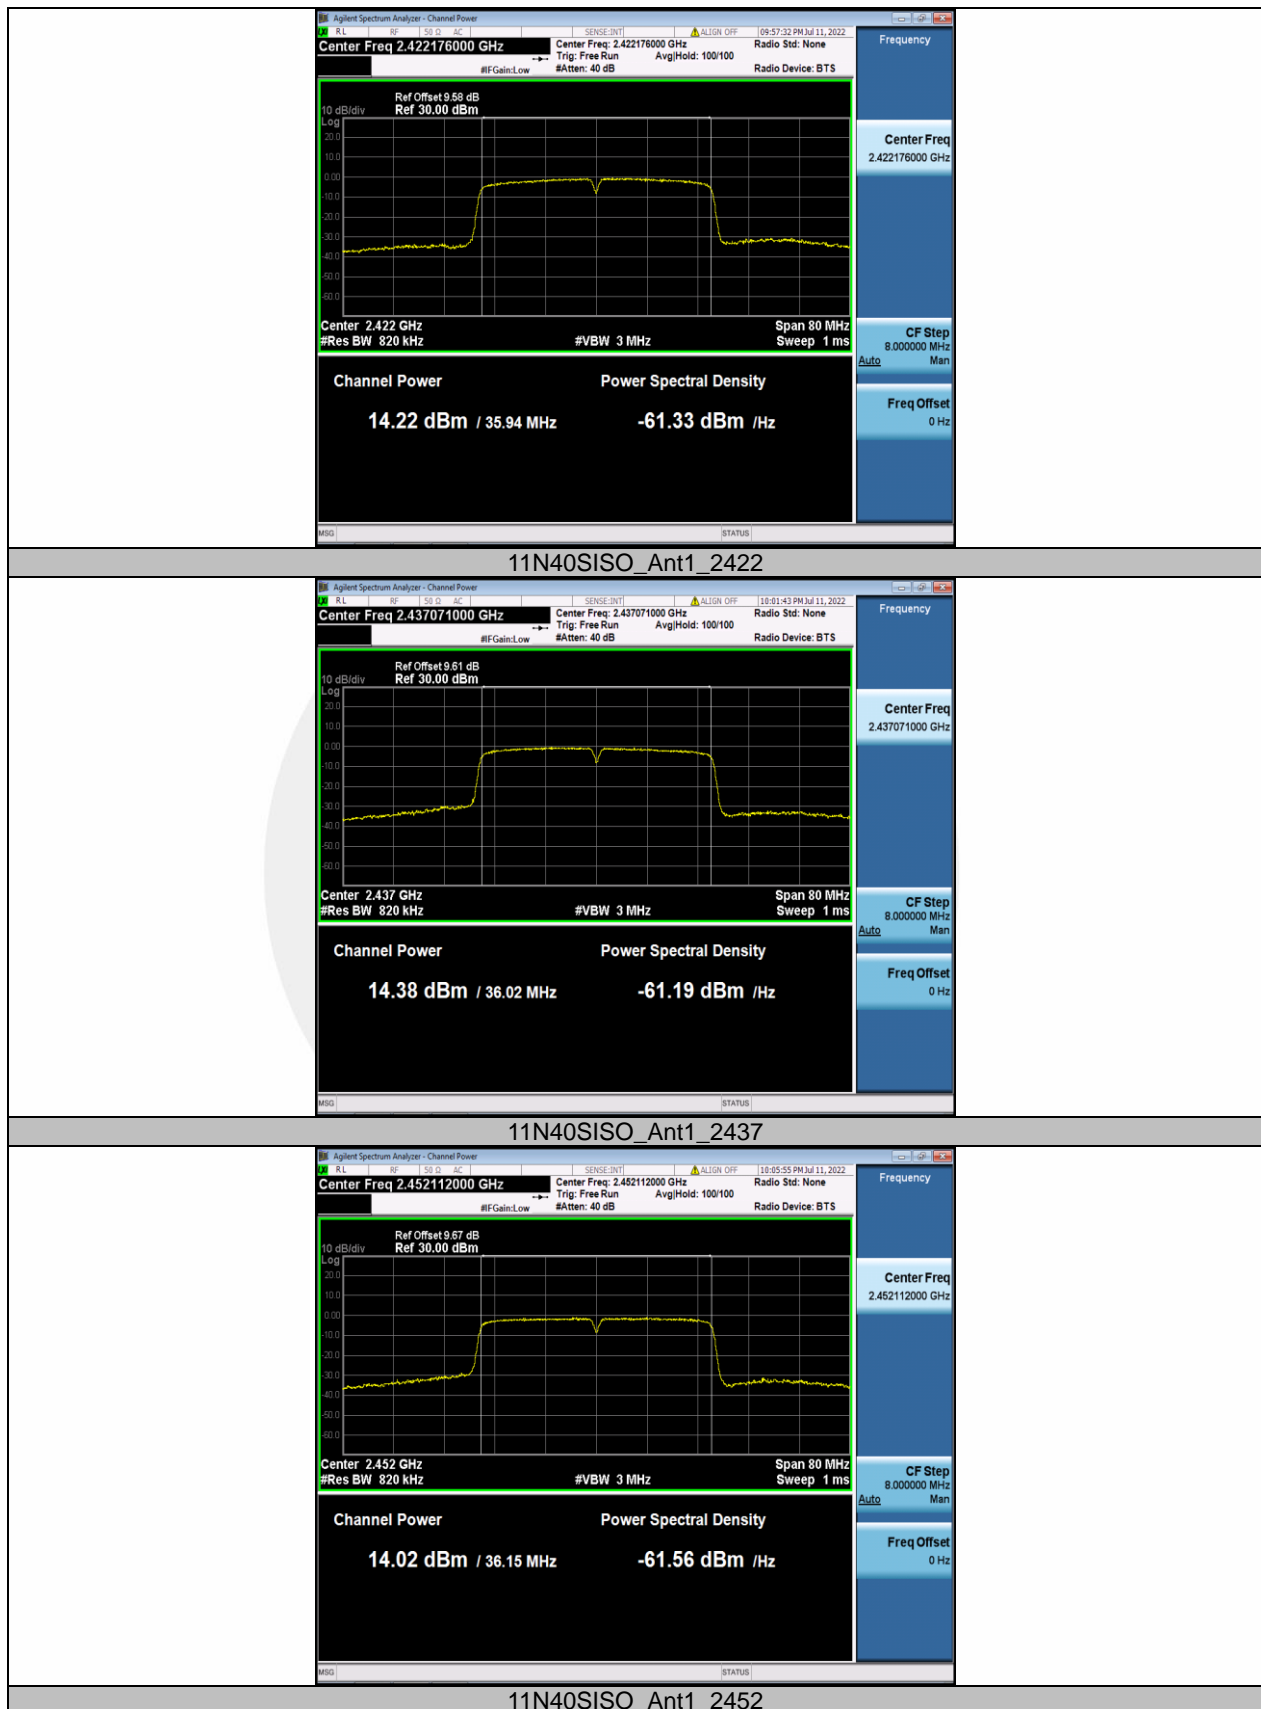 Agilent Spectrum Analyzer - Channel Power
RL RF 50 Ω AC SENSE:INT ALIGN OFF 09:57:32 PM Jul 11, 2022
Center Freq 2.422176000 GHz
Center Freq: 2.422176000 GHz Radio Std: None
Trig: Free Run Avg|Hold: 100/100
#IFGain:Low #Atten: 40 dB Radio Device: BTS
Frequency
Ref Offset 9.58 dB
10 dB/div Ref 30.00 dBm
Log
20.0
10.0
0.00
-10.0
-20.0
-30.0
-40.0
-50.0
-60.0
Center Freq
2.422176000 GHz
Center 2.422 GHz Span 80 MHz
#Res BW 820 kHz #VBW 3 MHz Sweep 1 ms
CF Step
8.000000 MHz
Auto Man
Channel Power Power Spectral Density
14.22 dBm / 35.94 MHz -61.33 dBm /Hz
Freq Offset
0 Hz
MSG STATUS
11N40SISO_Ant1_2422
Agilent Spectrum Analyzer - Channel Power
RL RF 50 Ω AC SENSE:INT ALIGN OFF 10:01:43 PM Jul 11, 2022
Center Freq 2.437071000 GHz
Center Freq: 2.437071000 GHz Radio Std: None
Trig: Free Run Avg|Hold: 100/100
#IFGain:Low #Atten: 40 dB Radio Device: BTS
Frequency
Ref Offset 9.61 dB
10 dB/div Ref 30.00 dBm
Log
20.0
10.0
0.00
-10.0
-20.0
-30.0
-40.0
-50.0
-60.0
Center Freq
2.437071000 GHz
Center 2.437 GHz Span 80 MHz
#Res BW 820 kHz #VBW 3 MHz Sweep 1 ms
CF Step
8.000000 MHz
Auto Man
Channel Power Power Spectral Density
14.38 dBm / 36.02 MHz -61.19 dBm /Hz
Freq Offset
0 Hz
MSG STATUS
11N40SISO_Ant1_2437
Agilent Spectrum Analyzer - Channel Power
RL RF 50 Ω AC SENSE:INT ALIGN OFF 10:05:55 PM Jul 11, 2022
Center Freq 2.452112000 GHz
Center Freq: 2.452112000 GHz Radio Std: None
Trig: Free Run Avg|Hold: 100/100
#IFGain:Low #Atten: 40 dB Radio Device: BTS
Frequency
Ref Offset 9.67 dB
10 dB/div Ref 30.00 dBm
Log
20.0
10.0
0.00
-10.0
-20.0
-30.0
-40.0
-50.0
-60.0
Center Freq
2.452112000 GHz
Center 2.452 GHz Span 80 MHz
#Res BW 820 kHz #VBW 3 MHz Sweep 1 ms
CF Step
8.000000 MHz
Auto Man
Channel Power Power Spectral Density
14.02 dBm / 36.15 MHz -61.56 dBm /Hz
Freq Offset
0 Hz
MSG STATUS
11N40SISO_Ant1_2452